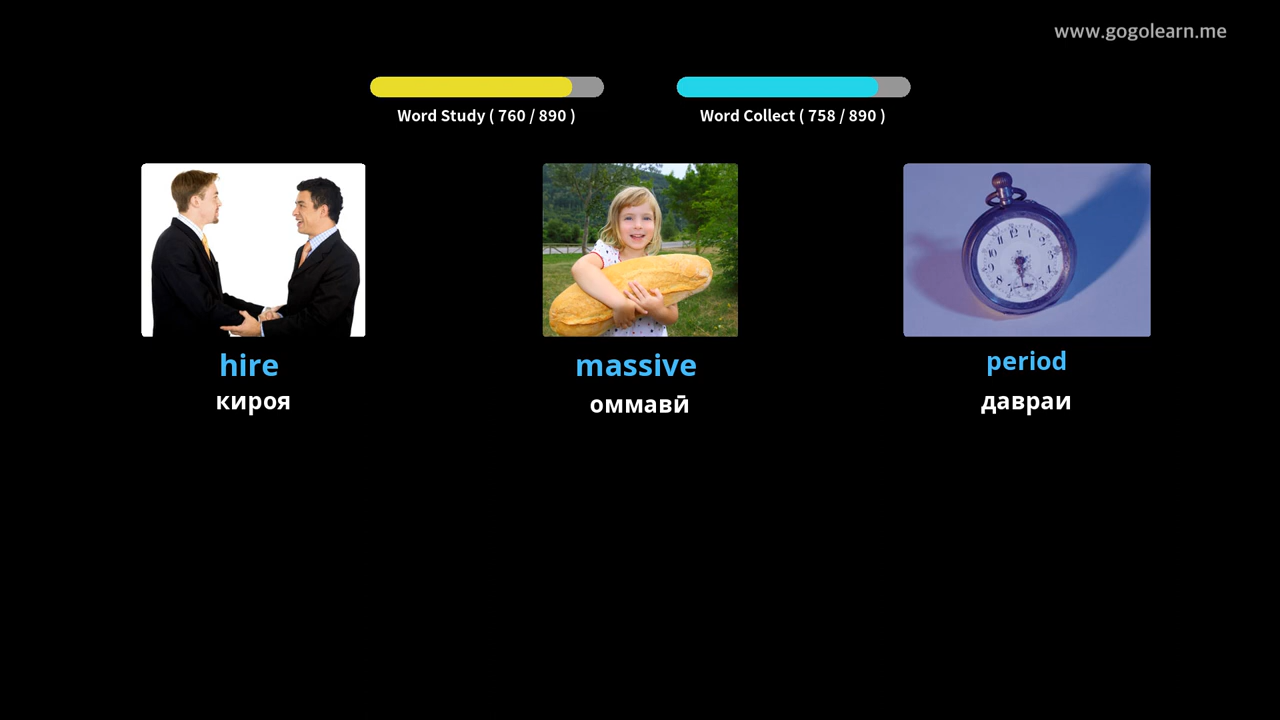 www.gogolearn.me
Word Study ( 760 / 890 )
Word Collect ( 758 / 890 )
hire
кироя
massive
оммавӣ
period
давраи